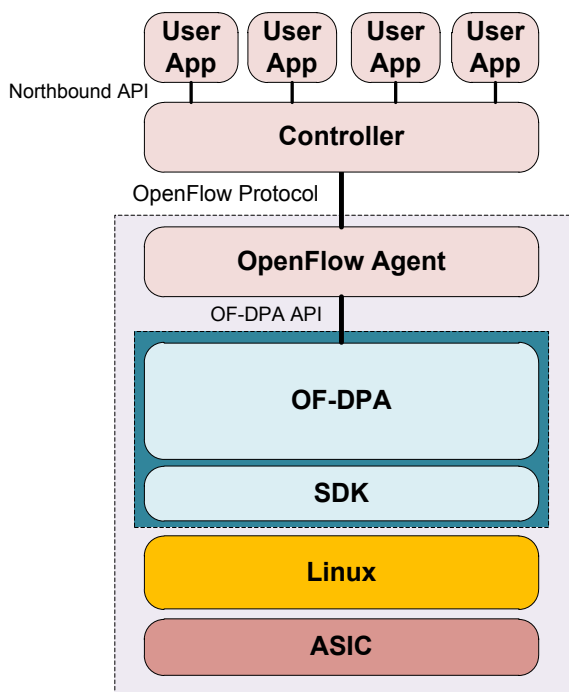 User User User User
App App App App
Northbound API
Controller
OpenFlow Protocol
OpenFlow Agent
OF-DPA API
OF-DPA
SDK
Linux
ASIC